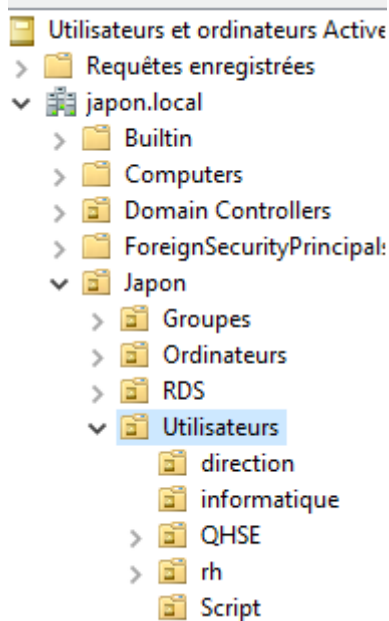 Utilisateurs et ordinateurs Active
Requêtes enregistrées
japon.local
Builtin
Computers
Domain Controllers
ForeignSecurityPrincipals
Japon
Groupes
Ordinateurs
RDS
Utilisateurs
direction
informatique
QHSE
rh
Script